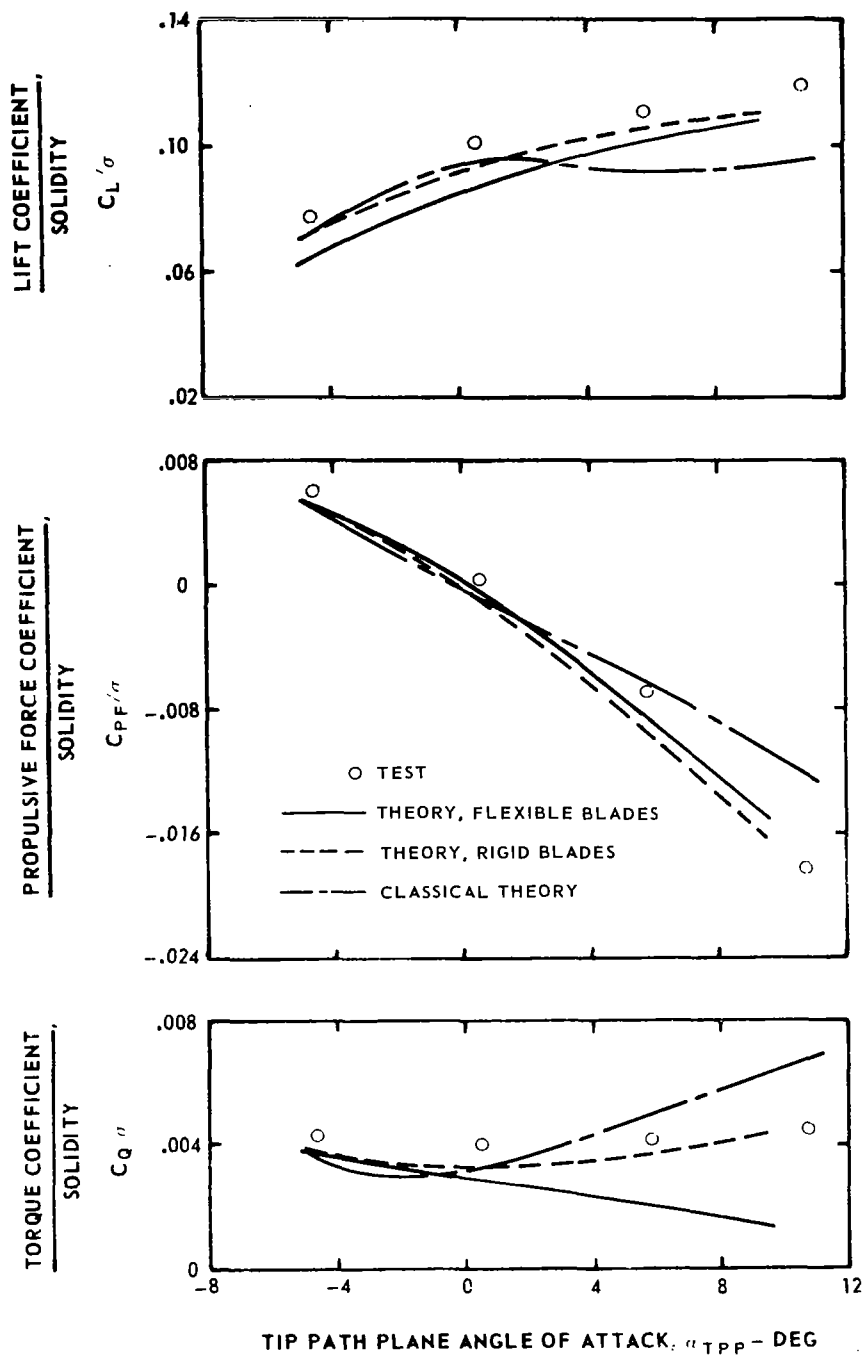 LIFT COEFFICIENT,
SOLIDITY
C_L/σ
.14
.10
.06
.02
PROPULSIVE FORCE COEFFICIENT,
SOLIDITY
C_PF/σ
.008
0
-.008
-.016
-.024
TEST
THEORY, FLEXIBLE BLADES
THEORY, RIGID BLADES
CLASSICAL THEORY
TORQUE COEFFICIENT,
SOLIDITY
C_Q σ
.008
.004
0
-8
-4
0
4
8
12
TIP PATH PLANE ANGLE OF ATTACK, α_TPP - DEG